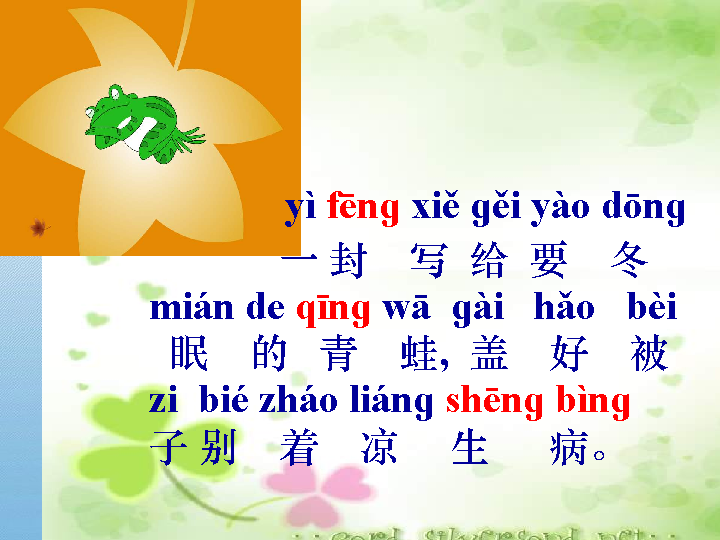 yì fēng xiě gěi yào dōng
一封 写 给 要 冬
mián de qīng wā gài hǎo bèi
眠 的 青 蛙, 盖 好 被
zi bié zháo liáng shēng bìng
子 别 着 凉 生 病。